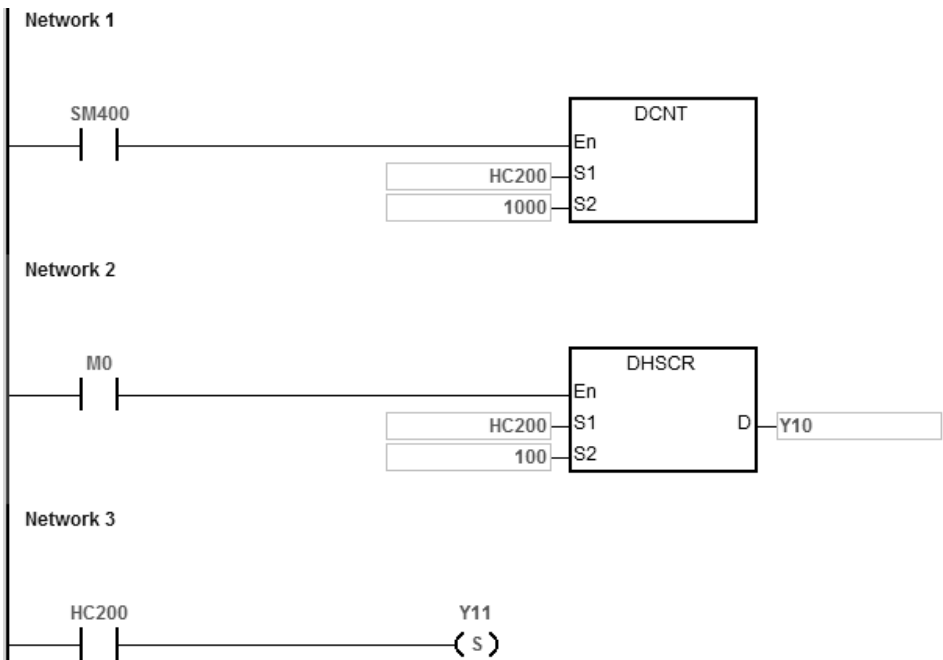 Network 1
SM400
DCNT
En
HC200 S1
1000 S2
Network 2
M0
DHSCR
En
HC200 S1 D Y10
100 S2
Network 3
HC200 Y11
( S )